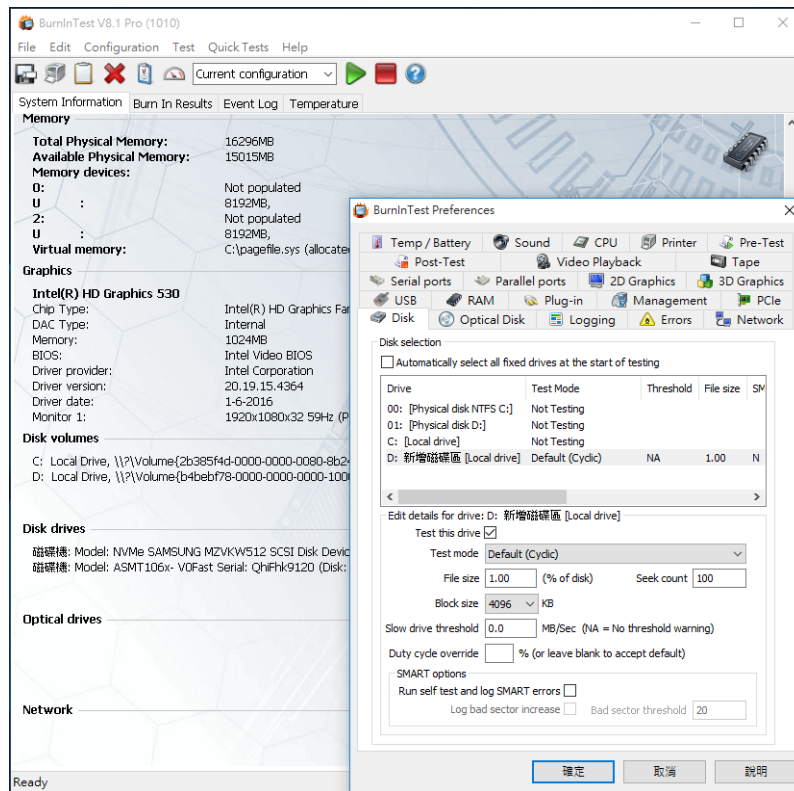 BurnInTest V8.1 Pro (1010)
File Edit Configuration Test Quick Tests Help
Current configuration
System Information Burn In Results Event Log Temperature
Memory
Total Physical Memory: 16296MB
Available Physical Memory: 15015MB
Memory devices:
0: Not populated
U : 8192MB,
2: Not populated
U : 8192MB,
Virtual memory: C:\pagefile.sys (allocate
Graphics
Intel(R) HD Graphics 530
Chip Type: Intel(R) HD Graphics Far
DAC Type: Internal
Memory: 1024MB
BIOS: Intel Video BIOS
Driver provider: Intel Corporation
Driver version: 20.19.15.4364
Driver date: 1-6-2016
Monitor 1: 1920x1080x32 59Hz (P
Disk volumes
C: Local Drive, \\?\Volume{2b385f4d-0000-0000-0080-8b2
D: Local Drive, \\?\Volume{b4bebf78-0000-0000-0000-100
Disk drives
磁碟機: Model: NVMe SAMSUNG MZVKW512 SCSI Disk Devic
磁碟機: Model: ASMT106x- V0Fast Serial: QhiFhk9120 (Disk:
Optical drives
Network
Ready
BurnInTest Preferences
Temp / Battery Sound CPU Printer Pre-Test
Post-Test Video Playback Tape
Serial ports Parallel ports 2D Graphics 3D Graphics
USB RAM Plug-in Management PCIe
Disk Optical Disk Logging Errors Network
Disk selection
Automatically select all fixed drives at the start of testing
Drive Test Mode Threshold File size SM
00: [Physical disk NTFS C:] Not Testing
01: [Physical disk D:] Not Testing
C: [Local drive] Not Testing
D: 新增磁碟區 [Local drive] Default (Cyclic) NA 1.00 N
Edit details for drive: D: 新增磁碟區 [Local drive]
Test this drive
Test mode Default (Cyclic)
File size 1.00 (% of disk) Seek count 100
Block size 4096 KB
Slow drive threshold 0.0 MB/Sec (NA = No threshold warning)
Duty cycle override % (or leave blank to accept default)
SMART options
Run self test and log SMART errors
Log bad sector increase Bad sector threshold 20
確定 取消 說明